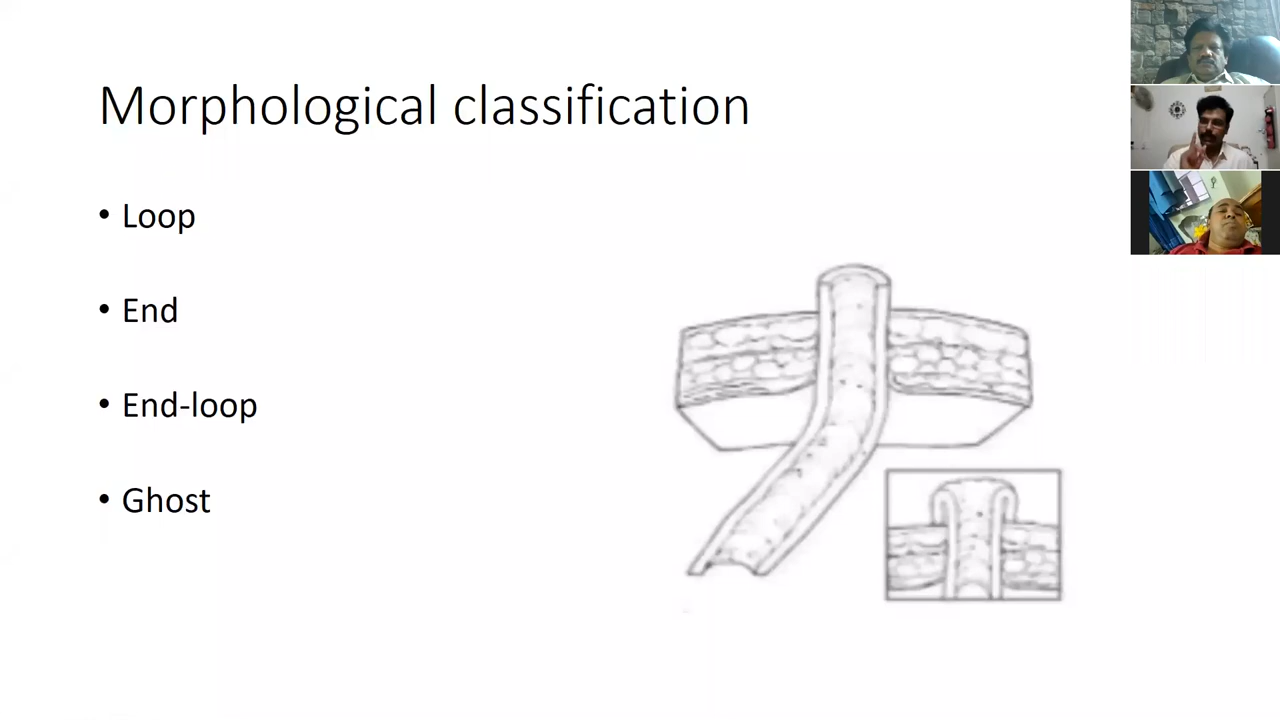 Morphological classification
• Loop
• End
• End-loop
• Ghost